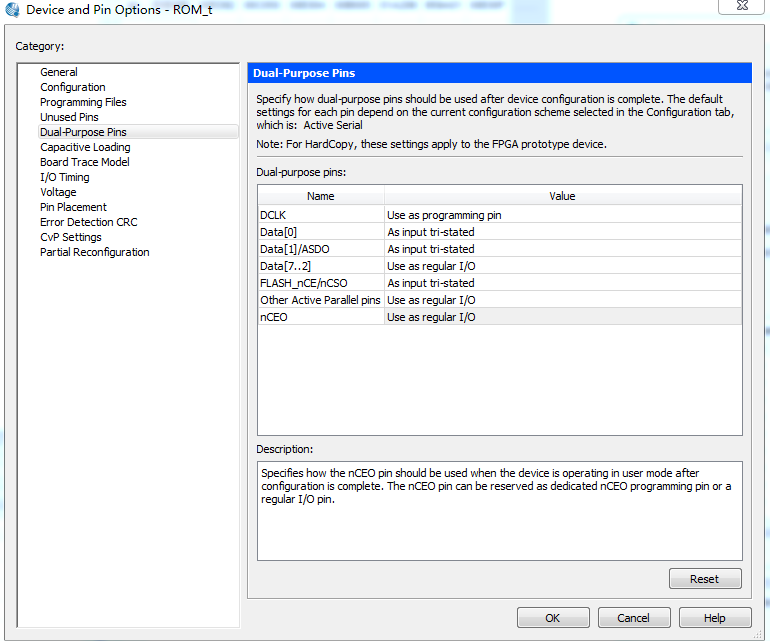 Device and Pin Options - ROM_t
Category:
General
Configuration
Programming Files
Unused Pins
Dual-Purpose Pins
Capacitive Loading
Board Trace Model
I/O Timing
Voltage
Pin Placement
Error Detection CRC
CvP Settings
Partial Reconfiguration
Dual-Purpose Pins
Specify how dual-purpose pins should be used after device configuration is complete. The default
settings for each pin depend on the current configuration scheme selected in the Configuration tab,
which is: Active Serial
Note: For HardCopy, these settings apply to the FPGA prototype device.
Dual-purpose pins:
Name Value
DCLK Use as programming pin
Data[0] As input tri-stated
Data[1]/ASDO As input tri-stated
Data[7..2] Use as regular I/O
FLASH_nCE/nCSO As input tri-stated
Other Active Parallel pins Use as regular I/O
nCEO Use as regular I/O
Description:
Specifies how the nCEO pin should be used when the device is operating in user mode after
configuration is complete. The nCEO pin can be reserved as dedicated nCEO programming pin or a
regular I/O pin.
Reset
OK Cancel Help